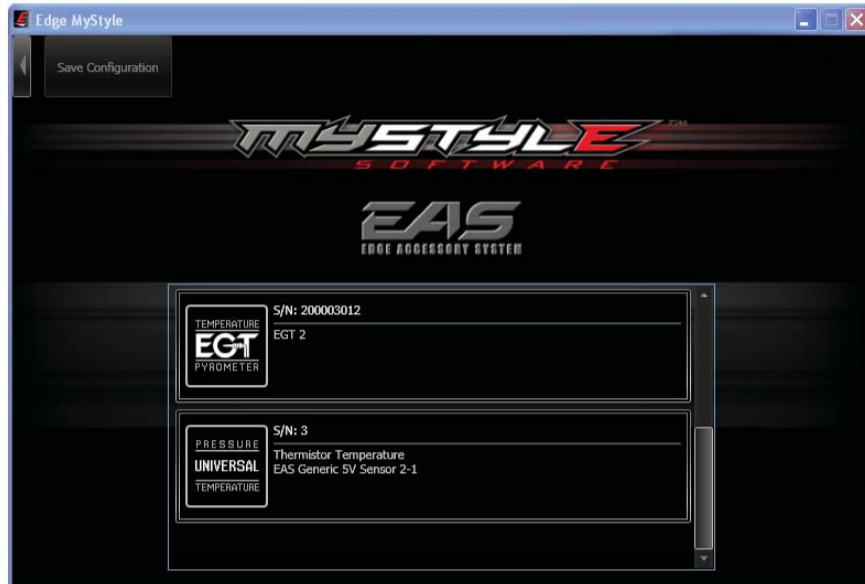 Edge MyStyle
Save Configuration
MYSTYLE™
SOFTWARE
EAS
EDGE ACCESSORY SYSTEM
S/N: 200003012
TEMPERATURE
EGT
PYROMETER
EGT 2
S/N: 3
PRESSURE
UNIVERSAL
TEMPERATURE
Thermistor Temperature
EAS Generic 5V Sensor 2-1